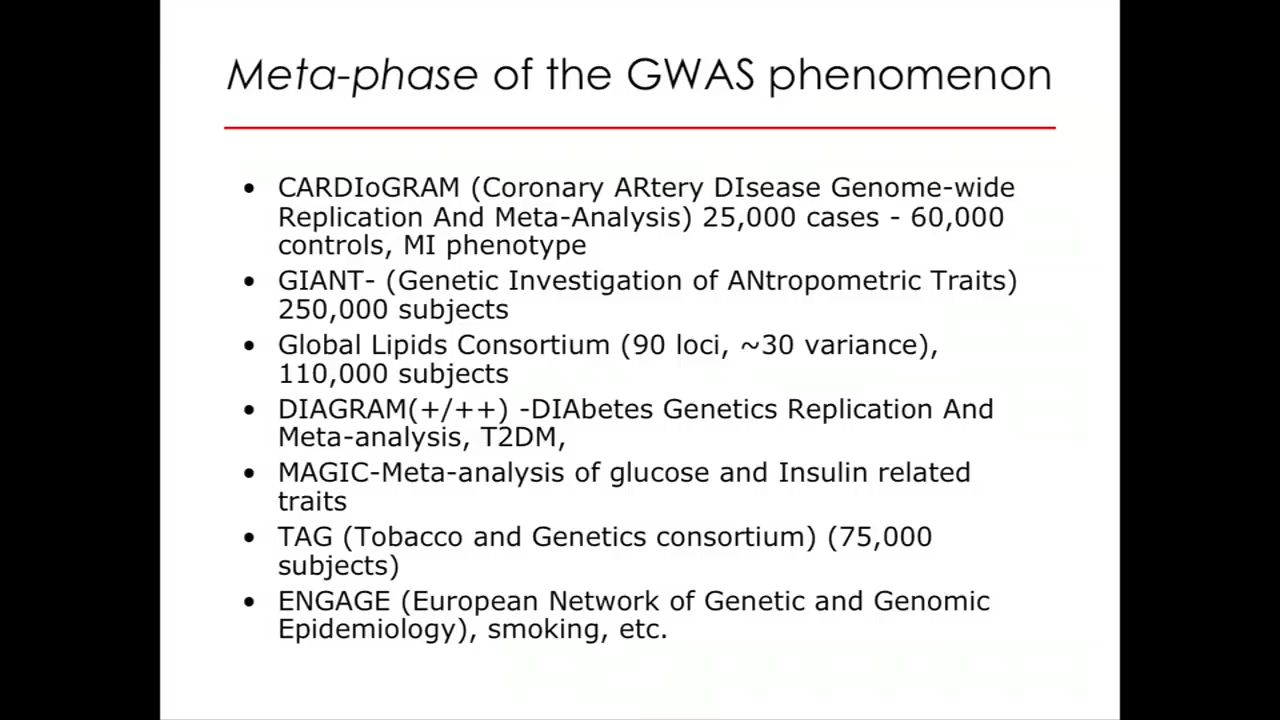 Meta-phase of the GWAS phenomenon
• CARDIoGRAM (Coronary ARtery DIsease Genome-wide
Replication And Meta-Analysis) 25,000 cases - 60,000
controls, MI phenotype
• GIANT- (Genetic Investigation of ANtropometric Traits)
250,000 subjects
• Global Lipids Consortium (90 loci, ~30 variance),
110,000 subjects
• DIAGRAM(+/++) -DIAbetes Genetics Replication And
Meta-analysis, T2DM,
• MAGIC-Meta-analysis of glucose and Insulin related
traits
• TAG (Tobacco and Genetics consortium) (75,000
subjects)
• ENGAGE (European Network of Genetic and Genomic
Epidemiology), smoking, etc.